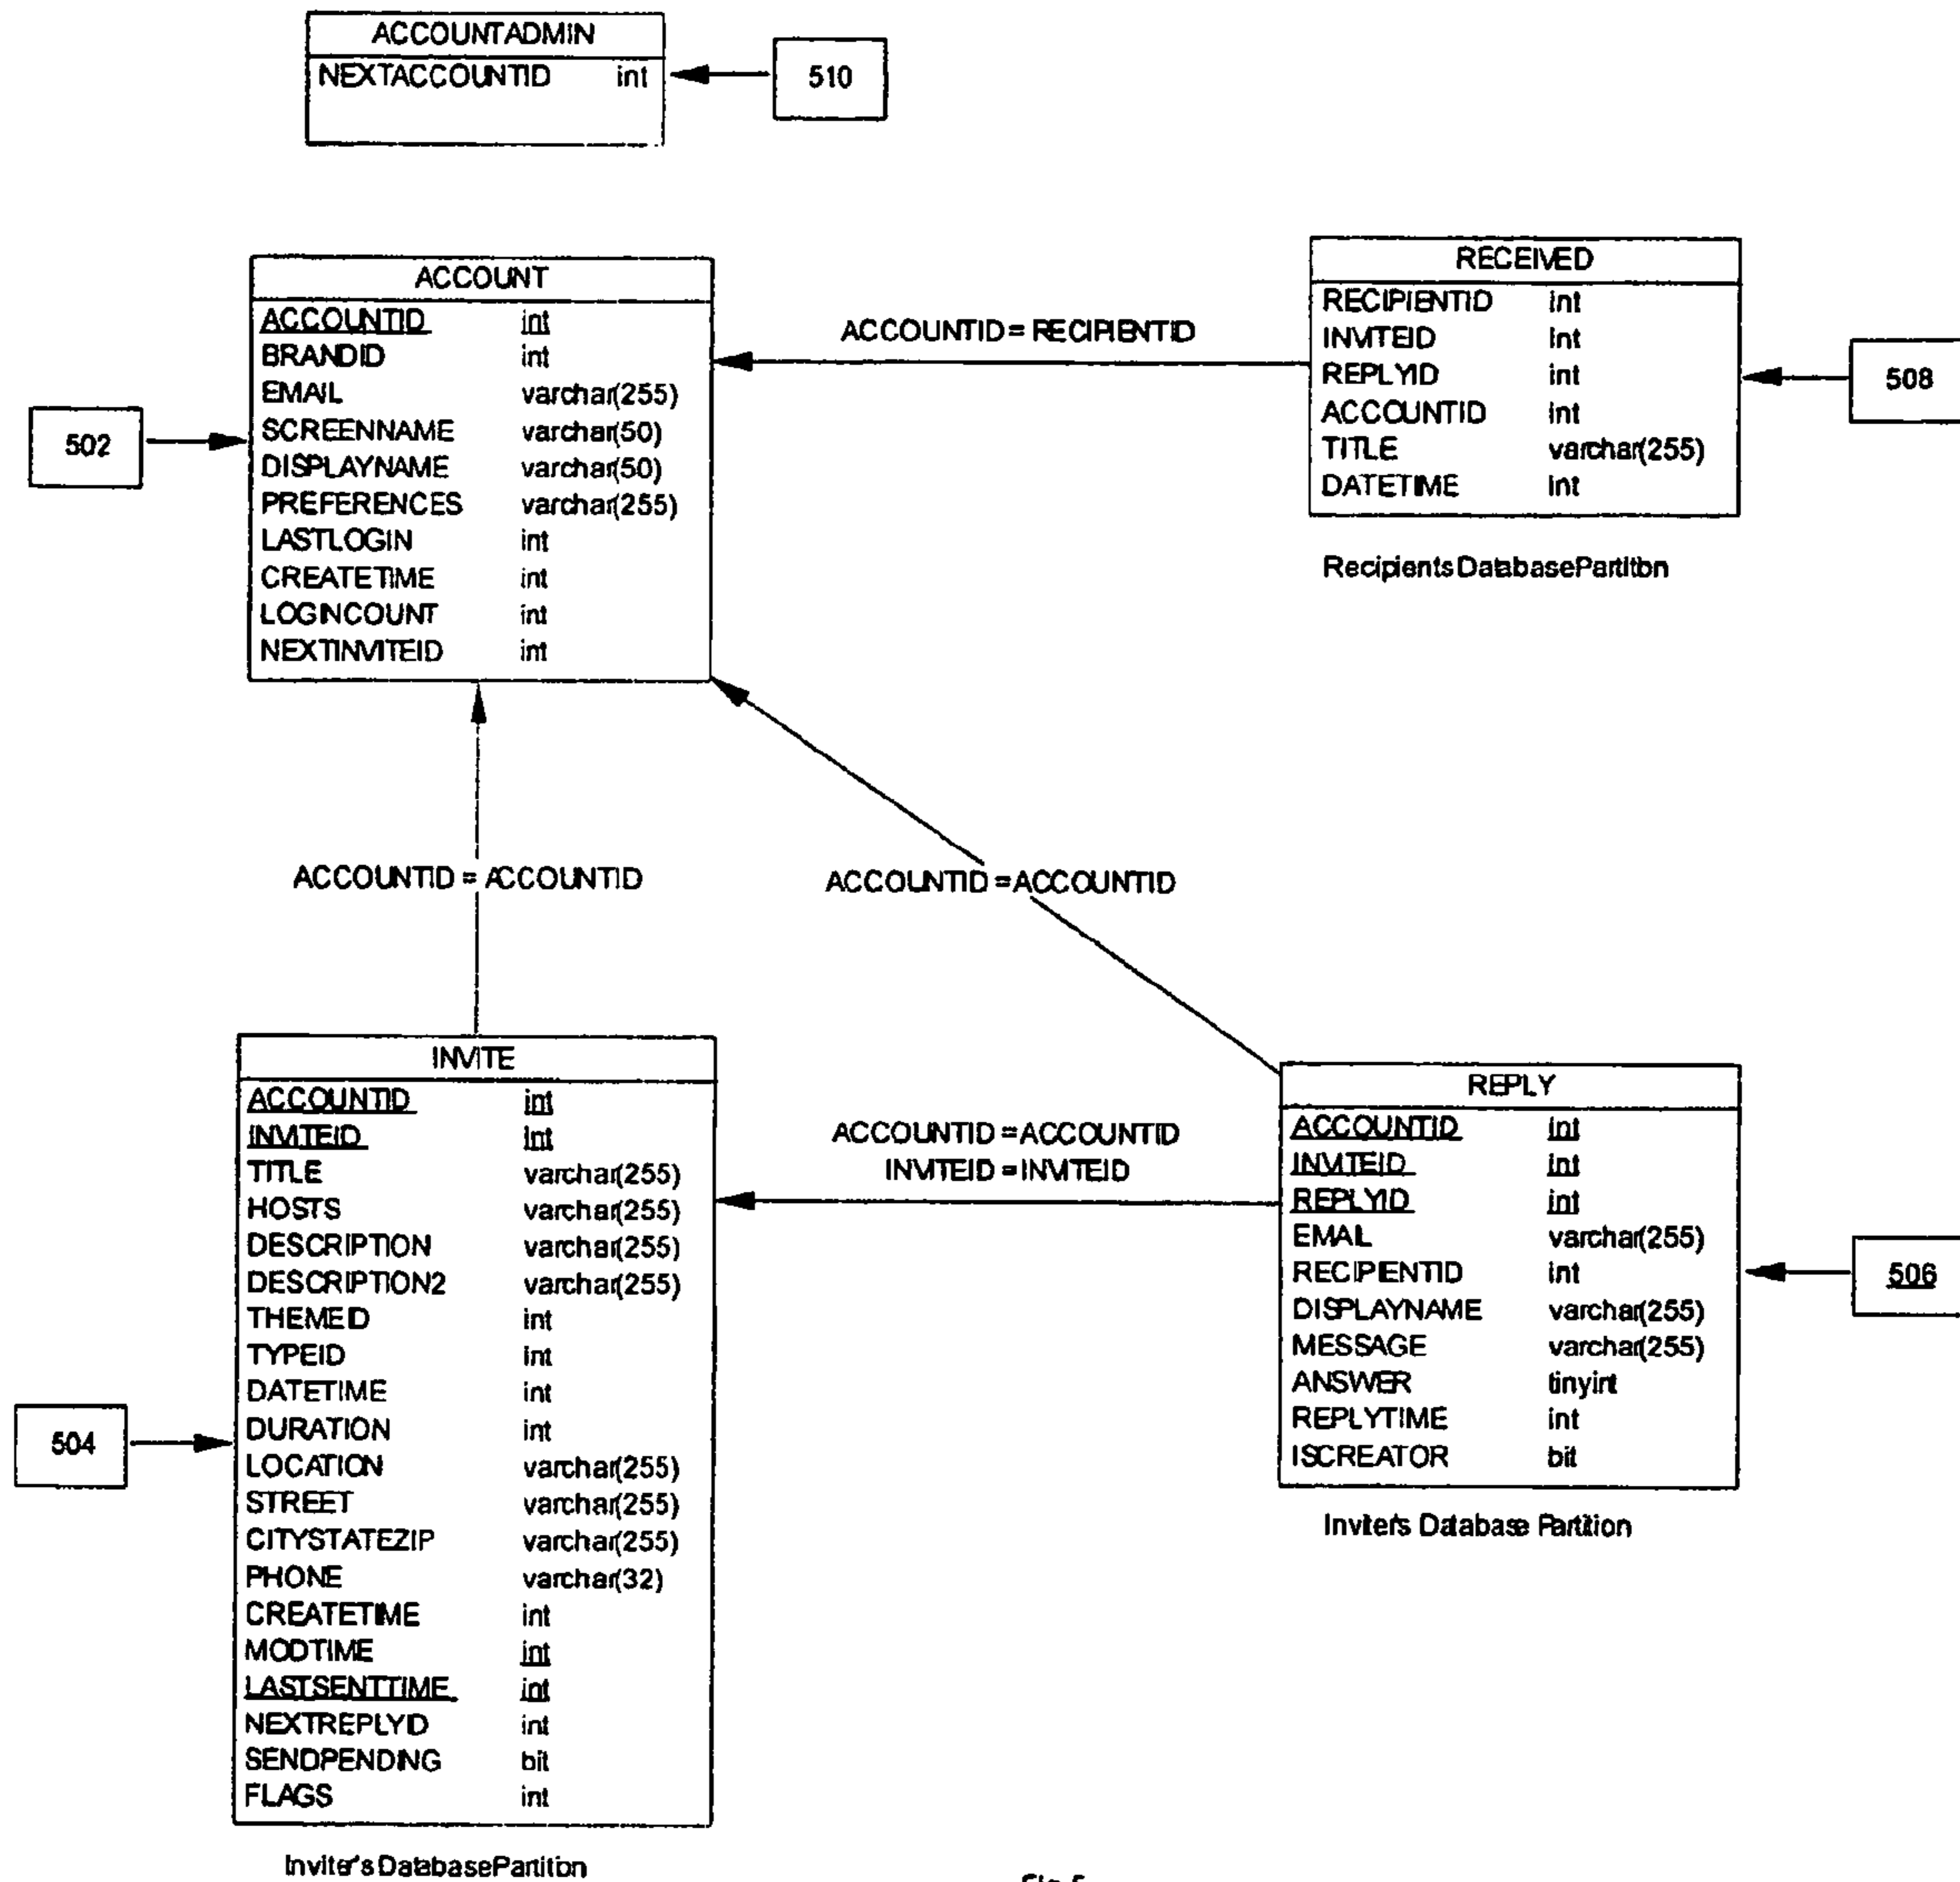 ACCOUNTADMIN
NEXTACCOUNTID int
510
ACCOUNT
ACCOUNTID int
BRANDID int
EMAIL varchar(255)
SCREENNAME varchar(50)
DISPLAYNAME varchar(50)
PREFERENCES varchar(255)
LASTLOGIN int
CREATETIME int
LOGINCOUNT int
NEXTINVITEID int
502
ACCOUNTID = RECIPIENTID
RECEIVED
RECIPIENTID int
INVITEID int
REPLYID int
ACCOUNTID int
TITLE varchar(255)
DATETIME int
508
Recipients Database Partition
ACCOUNTID = ACCOUNTID
ACCOUNTID = ACCOUNTID
INVITE
ACCOUNTID int
INVITEID int
TITLE varchar(255)
HOSTS varchar(255)
DESCRIPTION varchar(255)
DESCRIPTION2 varchar(255)
THEMEID int
TYPEID int
DATETIME int
DURATION int
LOCATION varchar(255)
STREET varchar(255)
CITYSTATEZIP varchar(255)
PHONE varchar(32)
CREATETIME int
MODTIME int
LASTSENTTIME int
NEXTREPLYID int
SENDPENDING bit
FLAGS int
504
Inviter's Database Partition
ACCOUNTID = ACCOUNTID
INVITEID = INVITEID
REPLY
ACCOUNTID int
INVITEID int
REPLYID int
EMAIL varchar(255)
RECIPIENTID int
DISPLAYNAME varchar(255)
MESSAGE varchar(255)
ANSWER tinyint
REPLYTIME int
ISCREATOR bit
506
Inviter's Database Partition